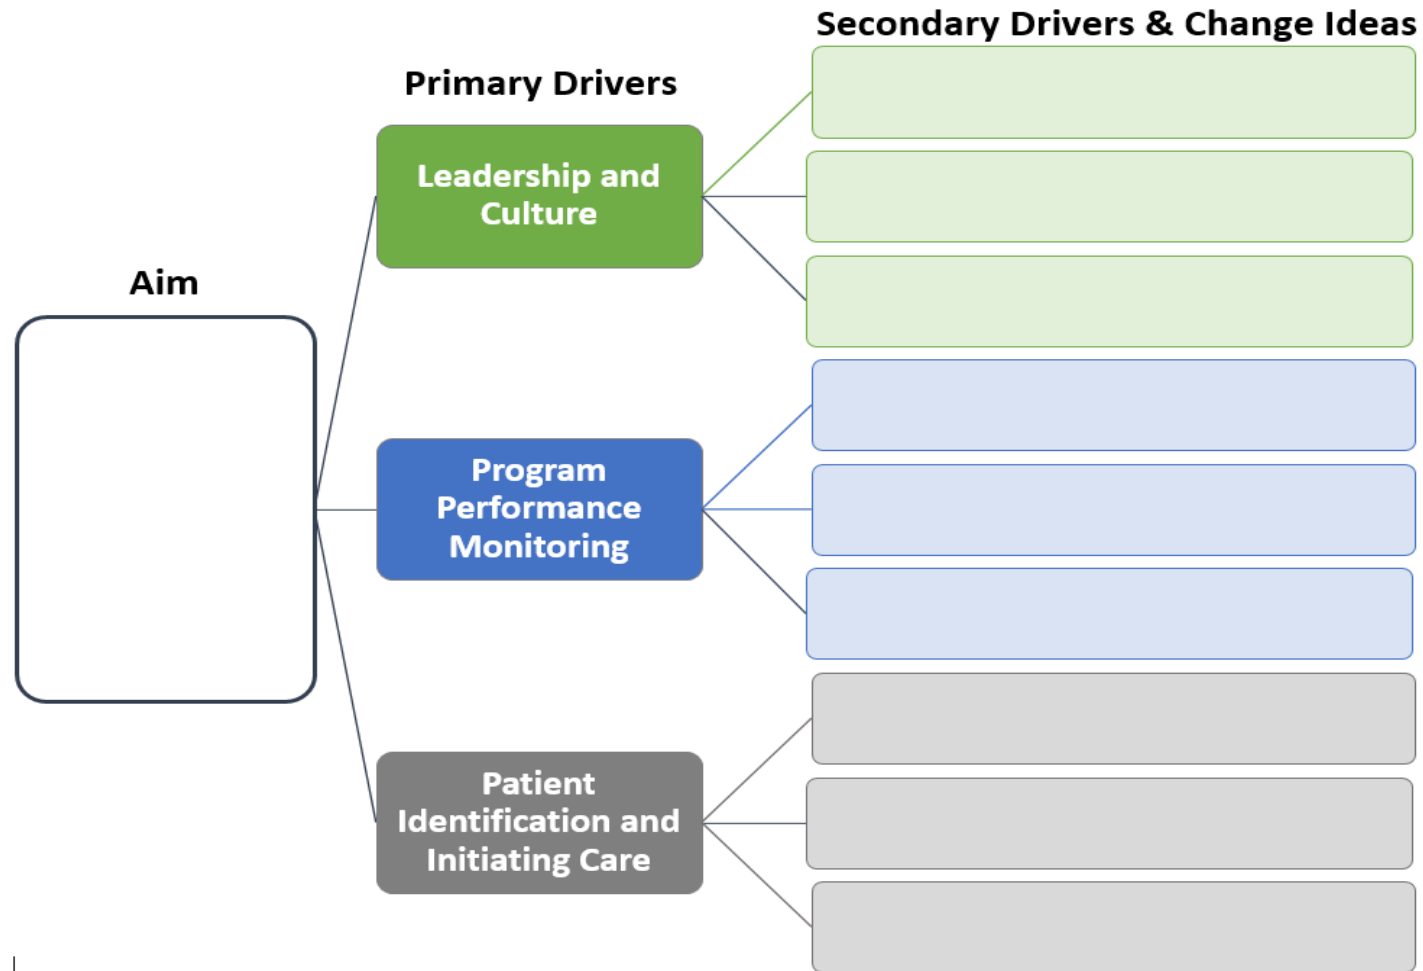 Secondary Drivers & Change Ideas
Primary Drivers
Leadership and
Culture
Aim
Program
Performance
Monitoring
Patient
Identification and
Initiating Care